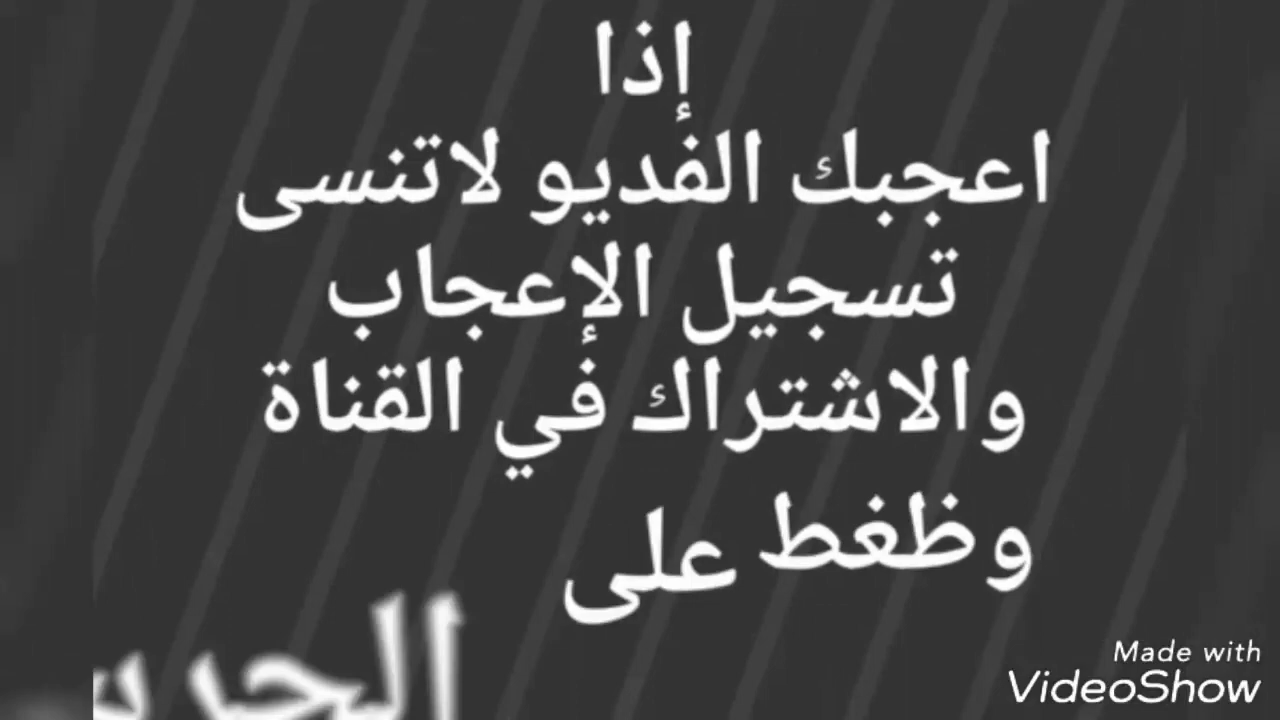 إذا
اعجبك الفديو لاتنسى
تسجيل الإعجاب
والاشتراك في القناة
وظغط على
Made with
VideoShow